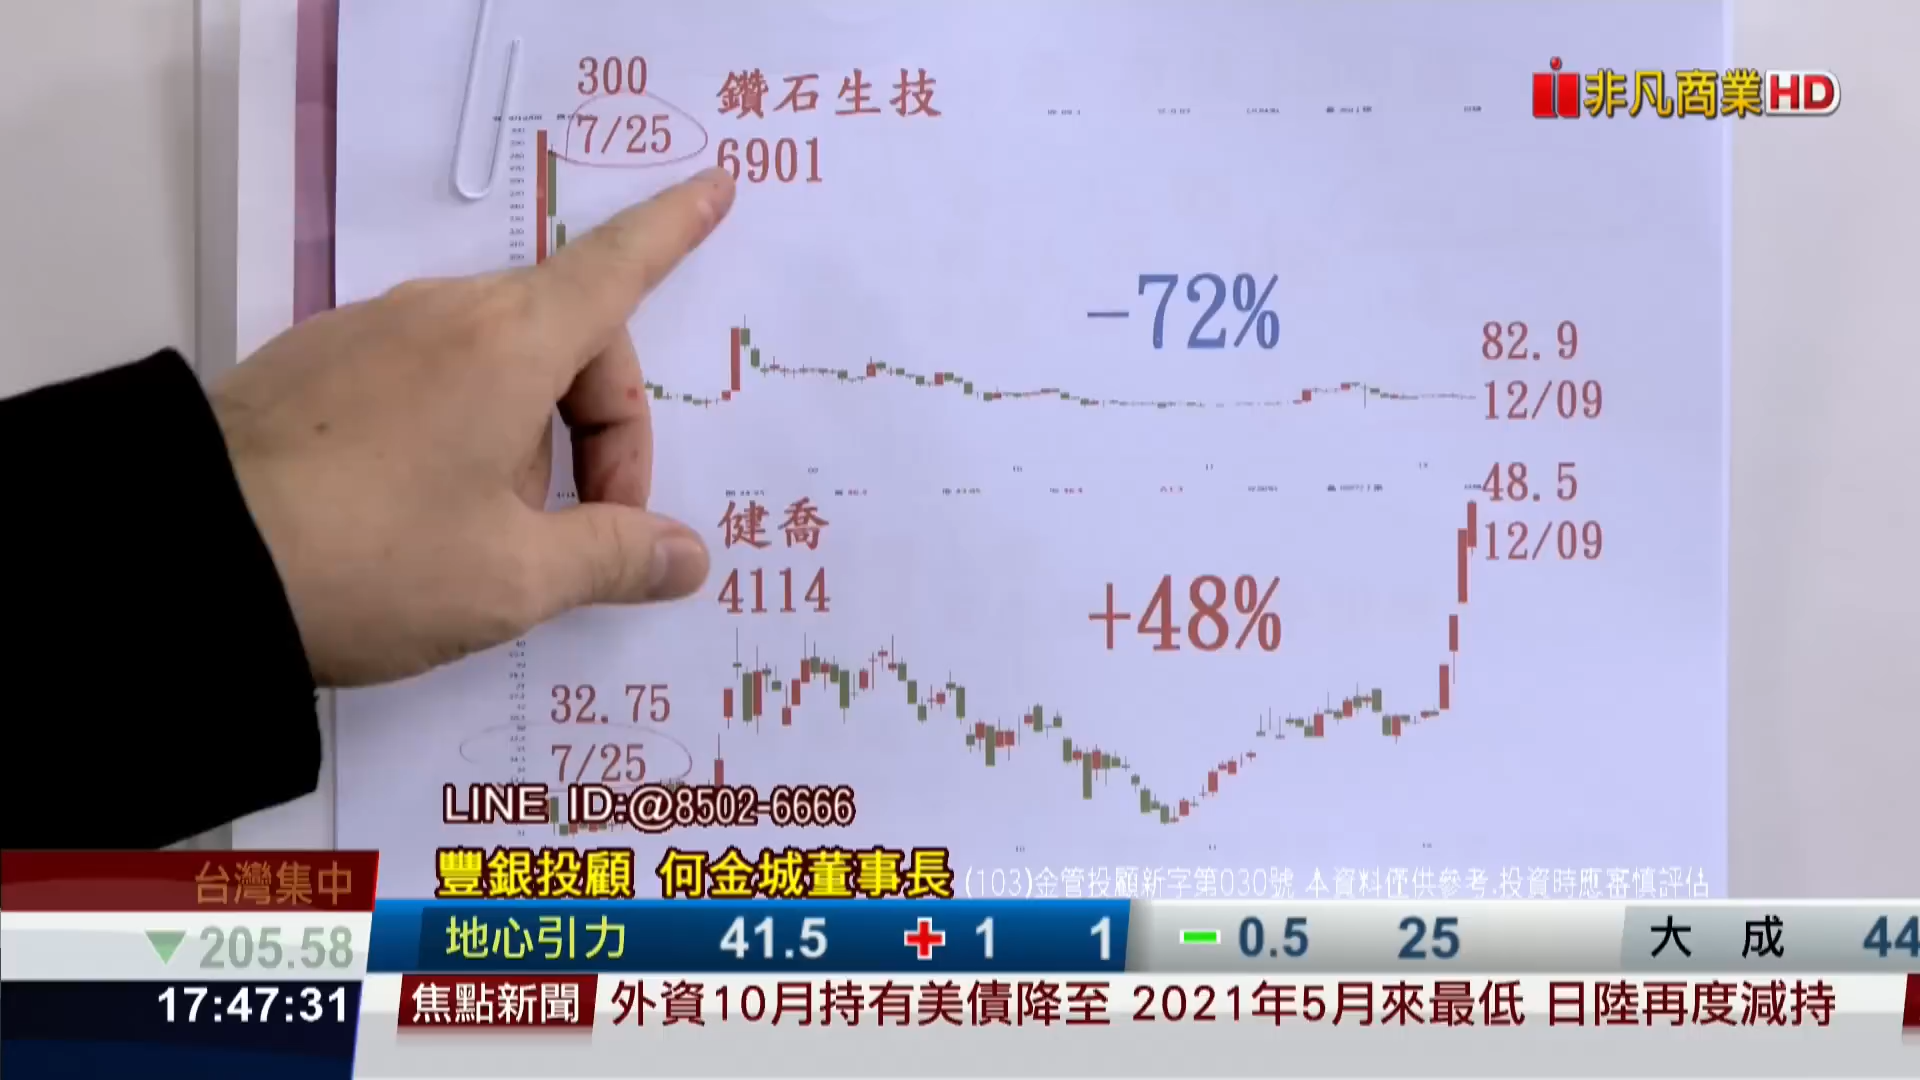 300
7/25
鑽石生技
6901
非凡商業HD
-72%
82.9
12/09
健喬
4114
+48%
48.5
12/09
32.75
7/25
LINE ID:@8502-6666
豐銀投顧 何金城董事長
(103)金管投顧新字第030號 本資料僅供參考.投資時應審慎評估
台灣集中
▼205.58
地心引力 41.5 + 1 1 - 0.5 25 大 成 44
17:47:31
焦點新聞 外資10月持有美債降至 2021年5月來最低 日陸再度減持